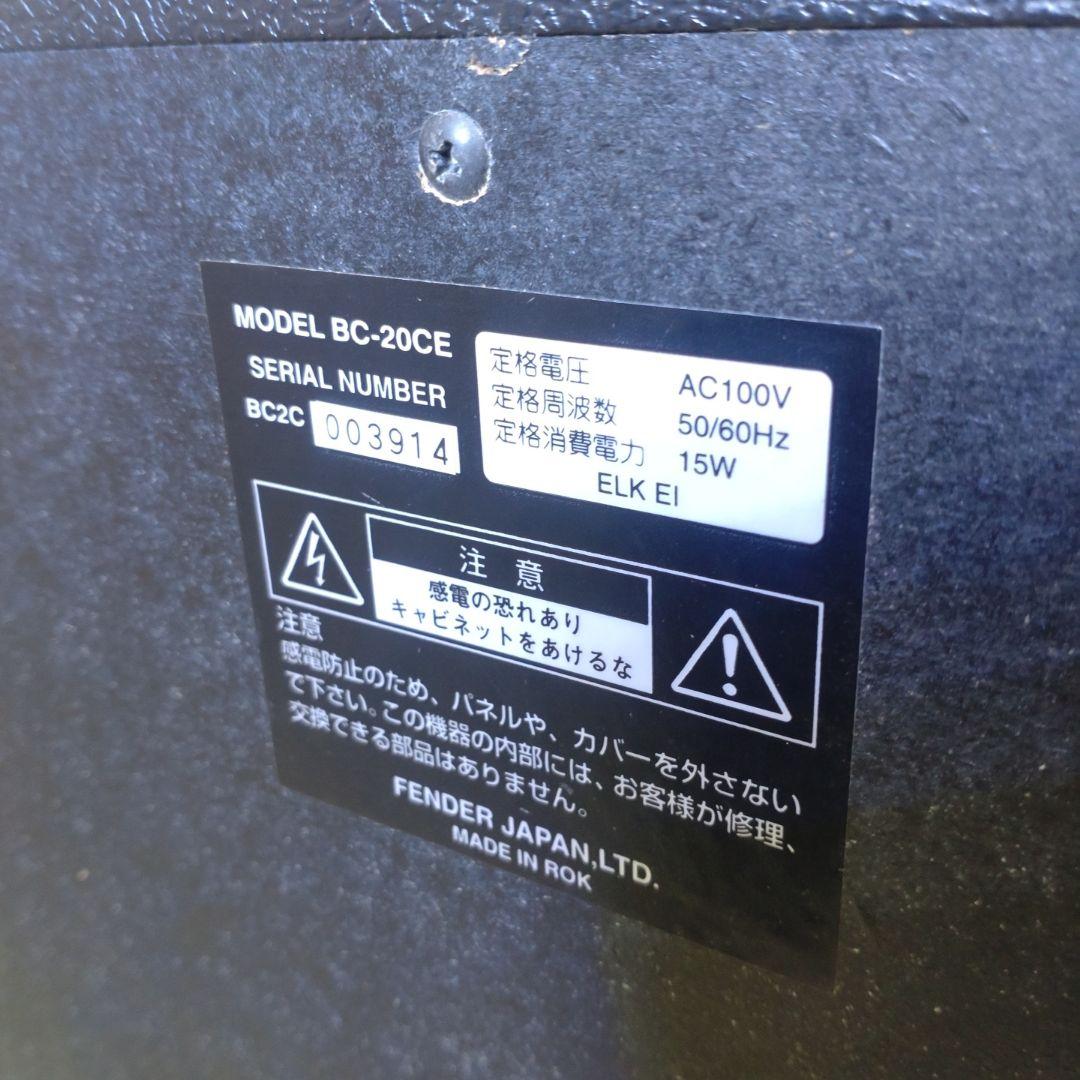 MODEL BC-20CE
SERIAL NUMBER
BC2C 003914
定格電圧 AC100V
定格周波数 50/60Hz
定格消費電力 15W
ELK EI
注 意
感電の恐れあり
キャビネットをあけるな
注意
感電防止のため、パネルや、カバーを外さない
で下さい。この機器の内部には、お客様が修理、
交換できる部品はありません。
FENDER JAPAN,LTD.
MADE IN ROK